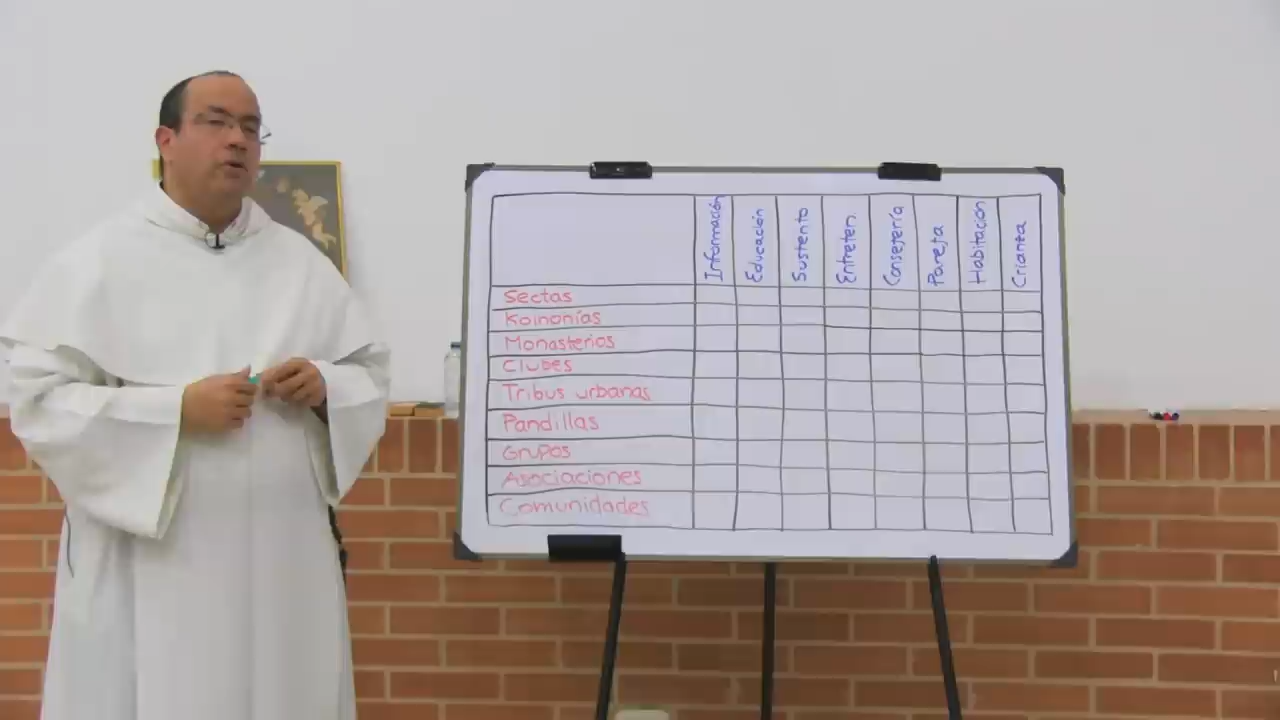 Información
Educación
Sustento
Entreten.
Consejería
Pareja
Habitación
Crianza
Sectas
Koinonías
Monasterios
Clubes
Tribus urbanas
Pandillas
Grupos
Asociaciones
Comunidades